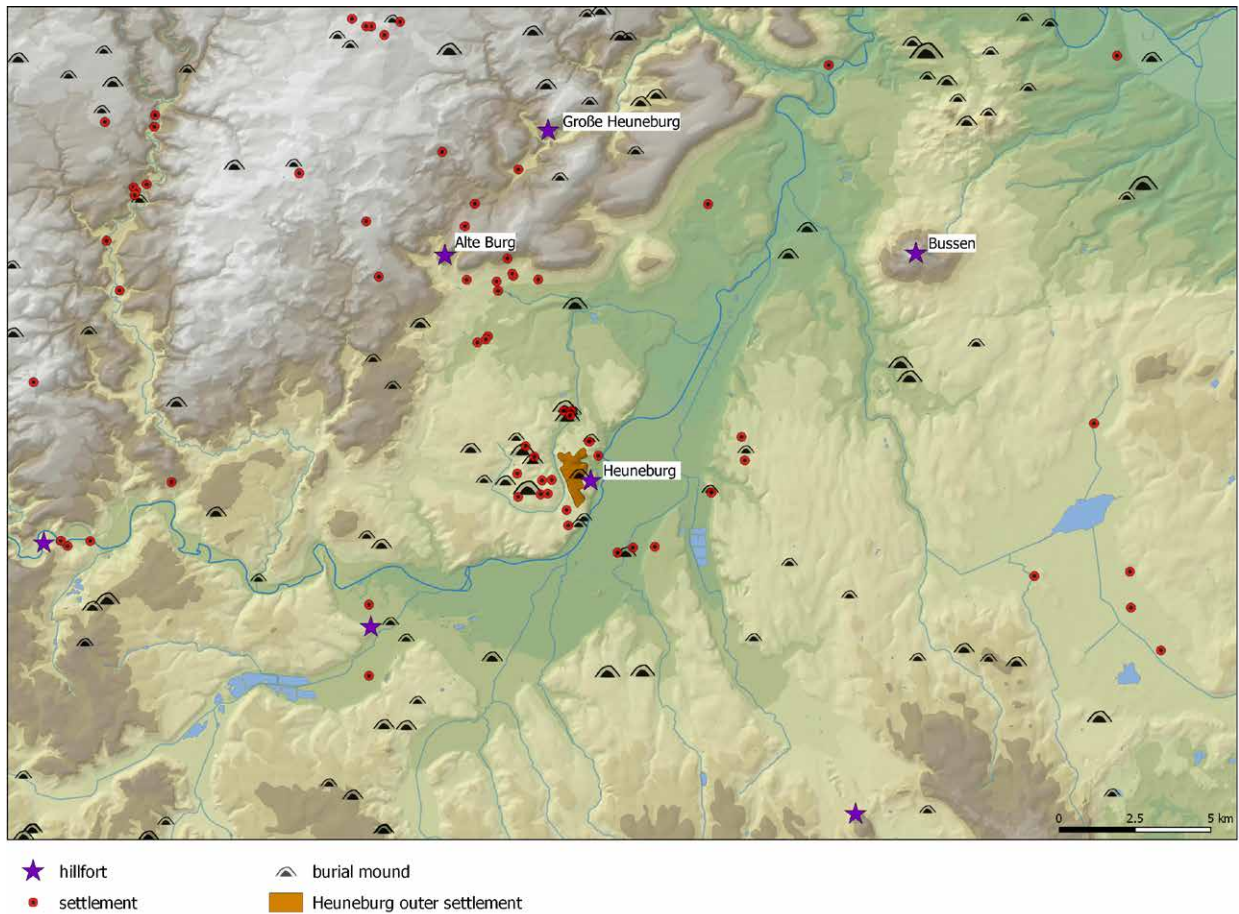 Große Heuneburg
Alte Burg
Bussen
Heuneburg
0 2.5 5 km
hillfort
burial mound
settlement
Heuneburg outer settlement